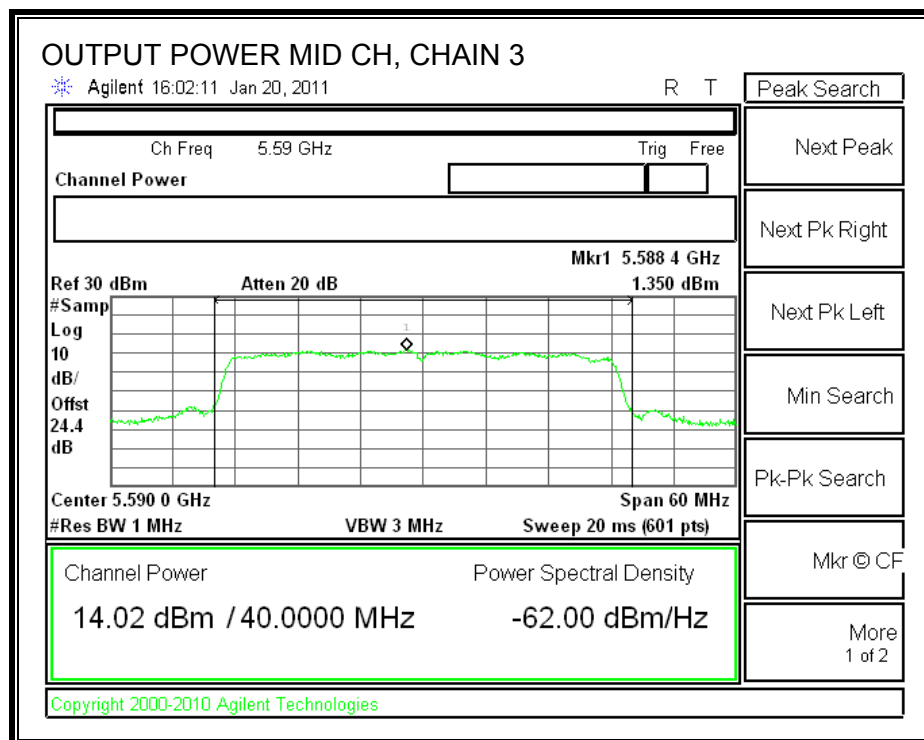 OUTPUT POWER MID CH, CHAIN 3
Agilent 16:02:11 Jan 20, 2011 R T
Peak Search
Ch Freq 5.59 GHz Trig Free
Channel Power
Next Peak
Next Pk Right
Mkr1 5.588 4 GHz
Ref 30 dBm Atten 20 dB 1.350 dBm
#Samp
Log
10
dB/
Offst
24.4
dB
1
Next Pk Left
Min Search
Pk-Pk Search
Center 5.590 0 GHz Span 60 MHz
#Res BW 1 MHz VBW 3 MHz Sweep 20 ms (601 pts)
Channel Power Power Spectral Density
14.02 dBm / 40.0000 MHz -62.00 dBm/Hz
Mkr © CF
More
1 of 2
Copyright 2000-2010 Agilent Technologies